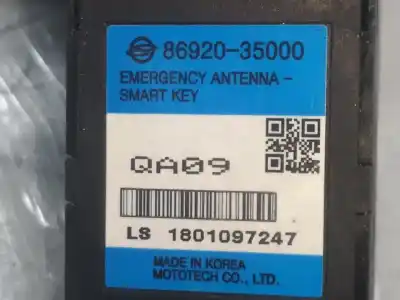 86920-35000
EMERGENCY ANTENNA-
SMART KEY
QA09
LS 1801097247
MADE IN KOREA
MOTOTECH CO., LTD.